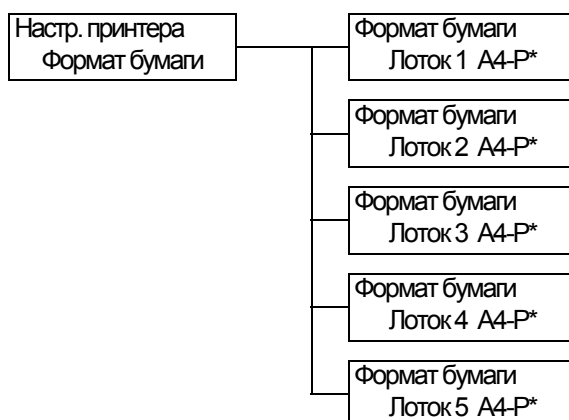 Настр. принтера
Формат бумаги
Формат бумаги
Лоток 1 A4-P*
Формат бумаги
Лоток 2 A4-P*
Формат бумаги
Лоток 3 A4-P*
Формат бумаги
Лоток 4 A4-P*
Формат бумаги
Лоток 5 A4-P*